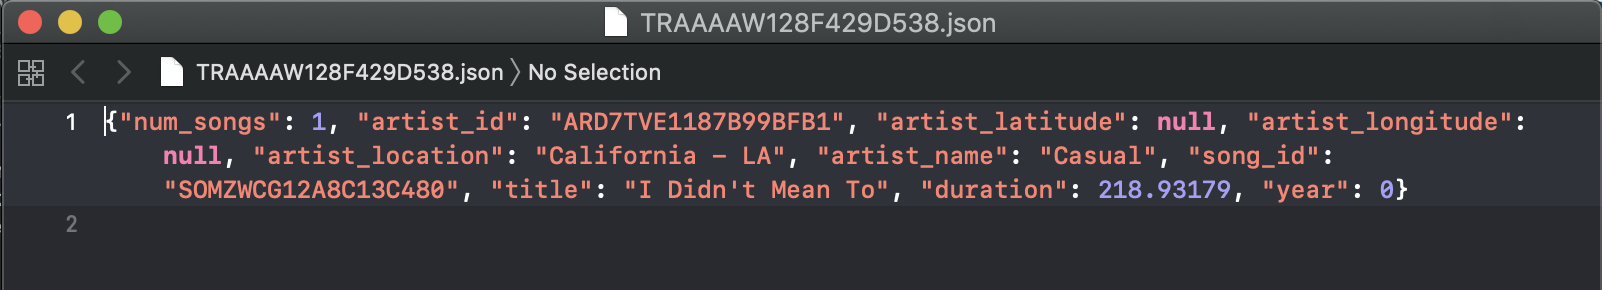 TRAAAAW128F429D538.json
TRAAAAW128F429D538.json 〉 No Selection
1 {"num_songs": 1, "artist_id": "ARD7TVE1187B99BFB1", "artist_latitude": null, "artist_longitude":
null, "artist_location": "California - LA", "artist_name": "Casual", "song_id":
"SOMZWCG12A8C13C480", "title": "I Didn't Mean To", "duration": 218.93179, "year": 0}
2